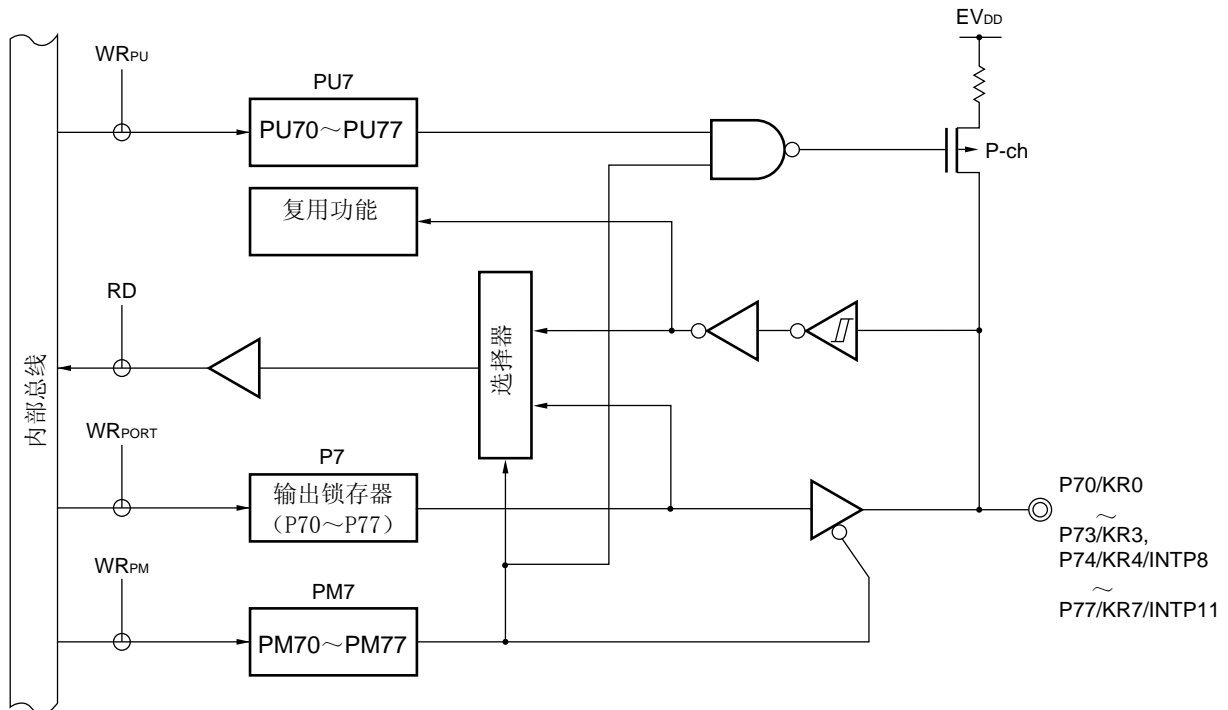 EVDD
WRPU
PU7
PU70～PU77
P-ch
复用功能
RD
选择器
内部总线
WRPORT
P7
输出锁存器
（P70～P77）
P70/KR0
～
P73/KR3,
P74/KR4/INTP8
～
P77/KR7/INTP11
WRPM
PM7
PM70～PM77